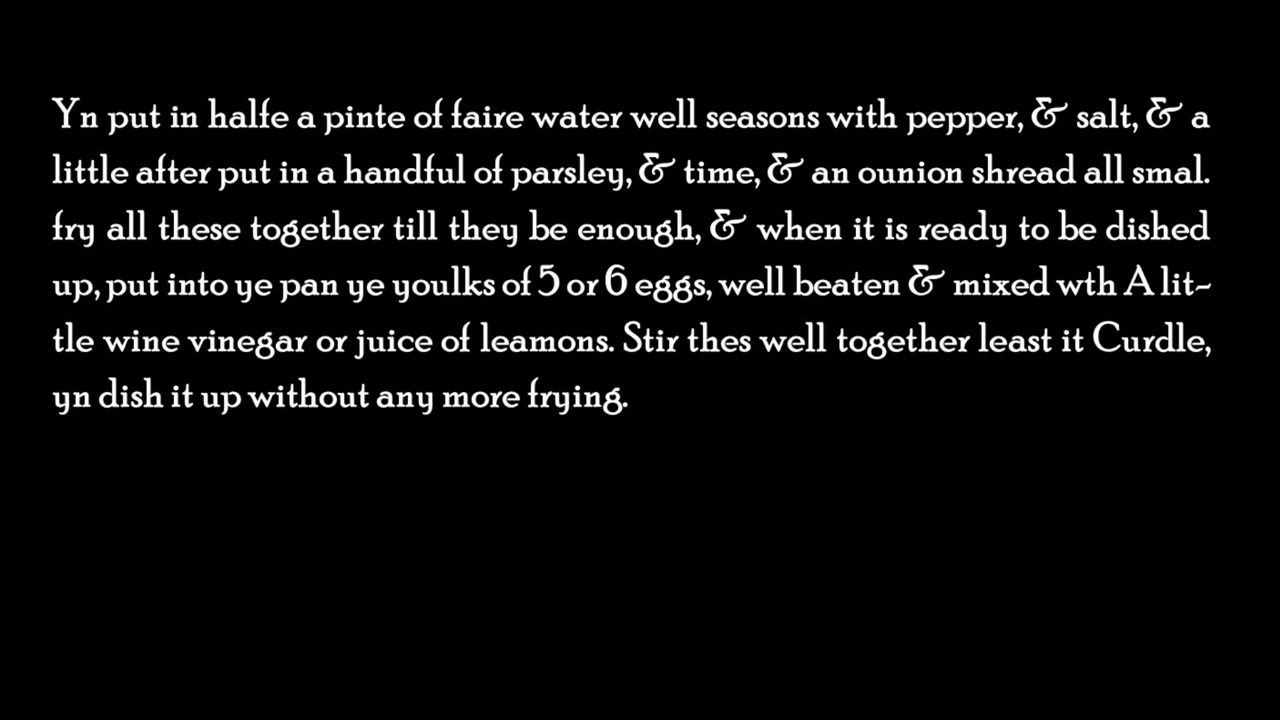 Yn put in halfe a pinte of faire water well seasons with pepper, & salt, & a
little after put in a handful of parsley, & time, & an ounion shread all smal.
fry all these together till they be enough, & when it is ready to be dished
up, put into ye pan ye youlks of 5 or 6 eggs, well beaten & mixed wth A lit-
tle wine vinegar or juice of leamons. Stir thes well together least it Curdle,
yn dish it up without any more frying.